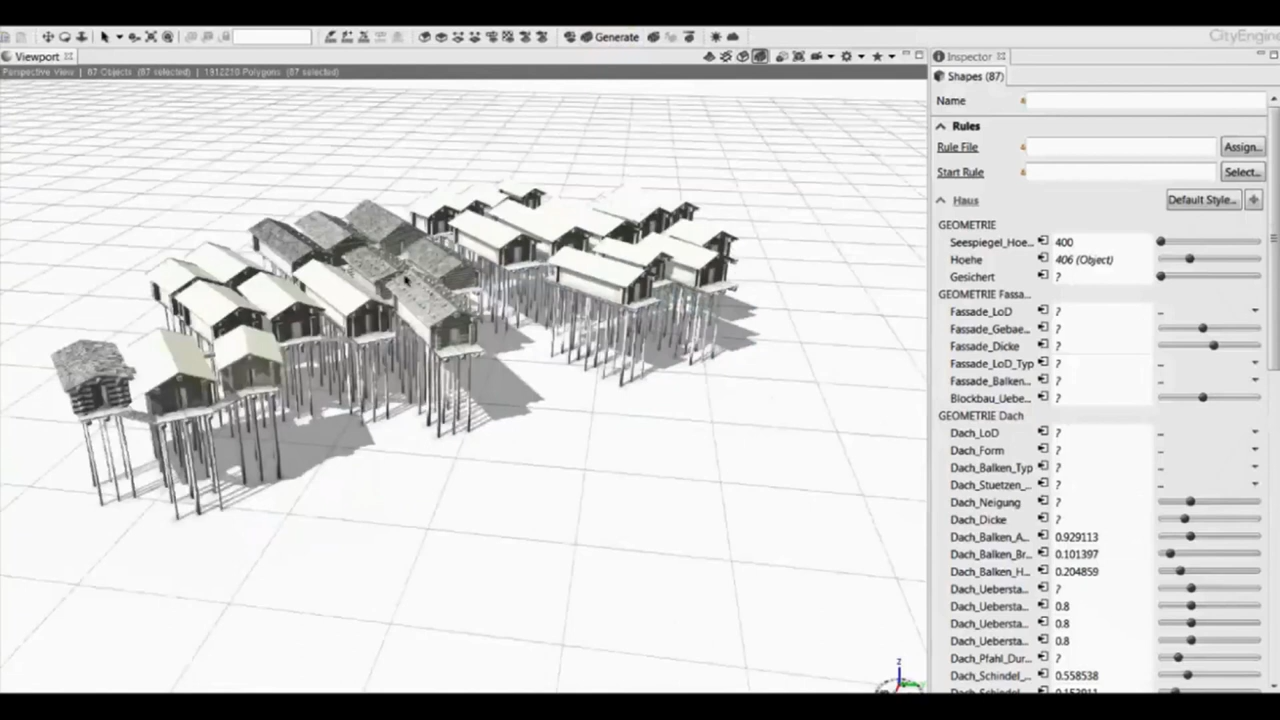 CityEngin
Generate
Viewport
Perspective View | 87 Objects (87 selected) | 1912210 Polygons (87 selected)
Inspector
Shapes (87)
Name
Rules
Rule File
Assign...
Start Rule
Select...
Haus
Default Style...
GEOMETRIE
Seespiegel_Hoe... 400
Hoehe 406 (Object)
Gesichert ?
GEOMETRIE Fassa...
Fassade_LoD ? _
Fassade_Gebae... ?
Fassade_Dicke ?
Fassade_LoD_Typ ? _
Fassade_Balken... ? _
Blockbau_Uebe... ?
GEOMETRIE Dach
Dach_LoD ? _
Dach_Form ? _
Dach_Balken_Typ ? _
Dach_Stuetzen_... ? _
Dach_Neigung ?
Dach_Dicke ?
Dach_Balken_A... 0.929113
Dach_Balken_Br... 0.101397
Dach_Balken_H... 0.204859
Dach_Uebersta... ?
Dach_Uebersta... 0.8
Dach_Uebersta... 0.8
Dach_Uebersta... 0.8
Dach_Pfahl_Dur... ?
Dach_Schindel_... 0.558538
z